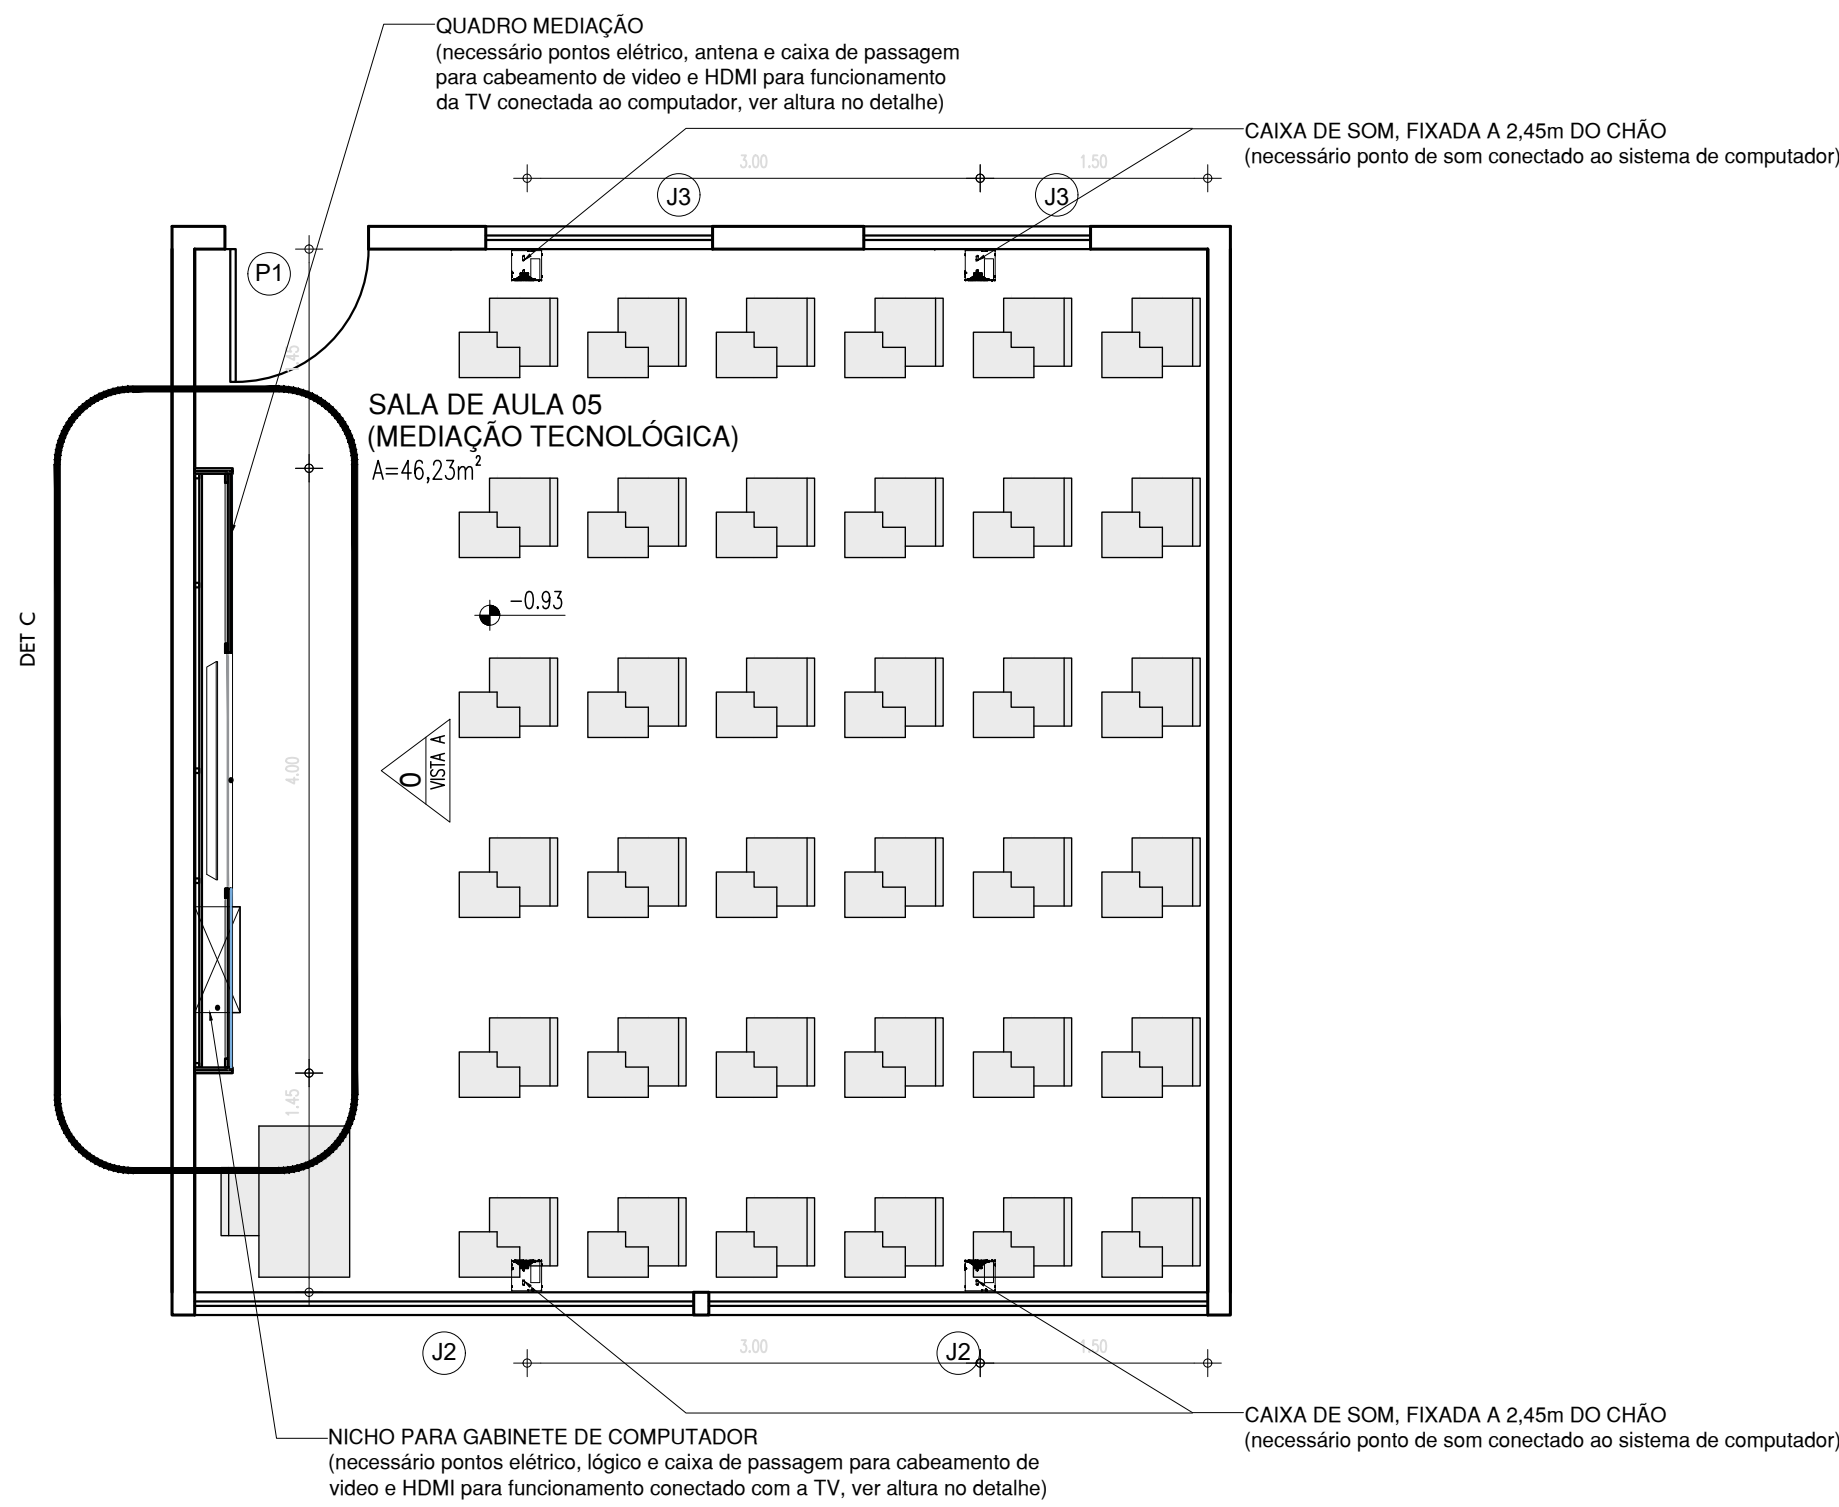 QUADRO MEDIAÇÃO
(necessário pontos elétrico, antena e caixa de passagem
para cabeamento de video e HDMI para funcionamento
da TV conectada ao computador, ver altura no detalhe)
CAIXA DE SOM, FIXADA A 2,45m DO CHÃO
(necessário ponto de som conectado ao sistema de computador)
3.00
1.50
J3
J3
P1
1.45
SALA DE AULA 05
(MEDIAÇÃO TECNOLÓGICA)
A=46,23m²
-0.93
DET C
4.00
0
VISTA A
1.45
J2
3.00
J2
1.50
CAIXA DE SOM, FIXADA A 2,45m DO CHÃO
(necessário ponto de som conectado ao sistema de computador)
NICHO PARA GABINETE DE COMPUTADOR
(necessário pontos elétrico, lógico e caixa de passagem para cabeamento de
video e HDMI para funcionamento conectado com a TV, ver altura no detalhe)